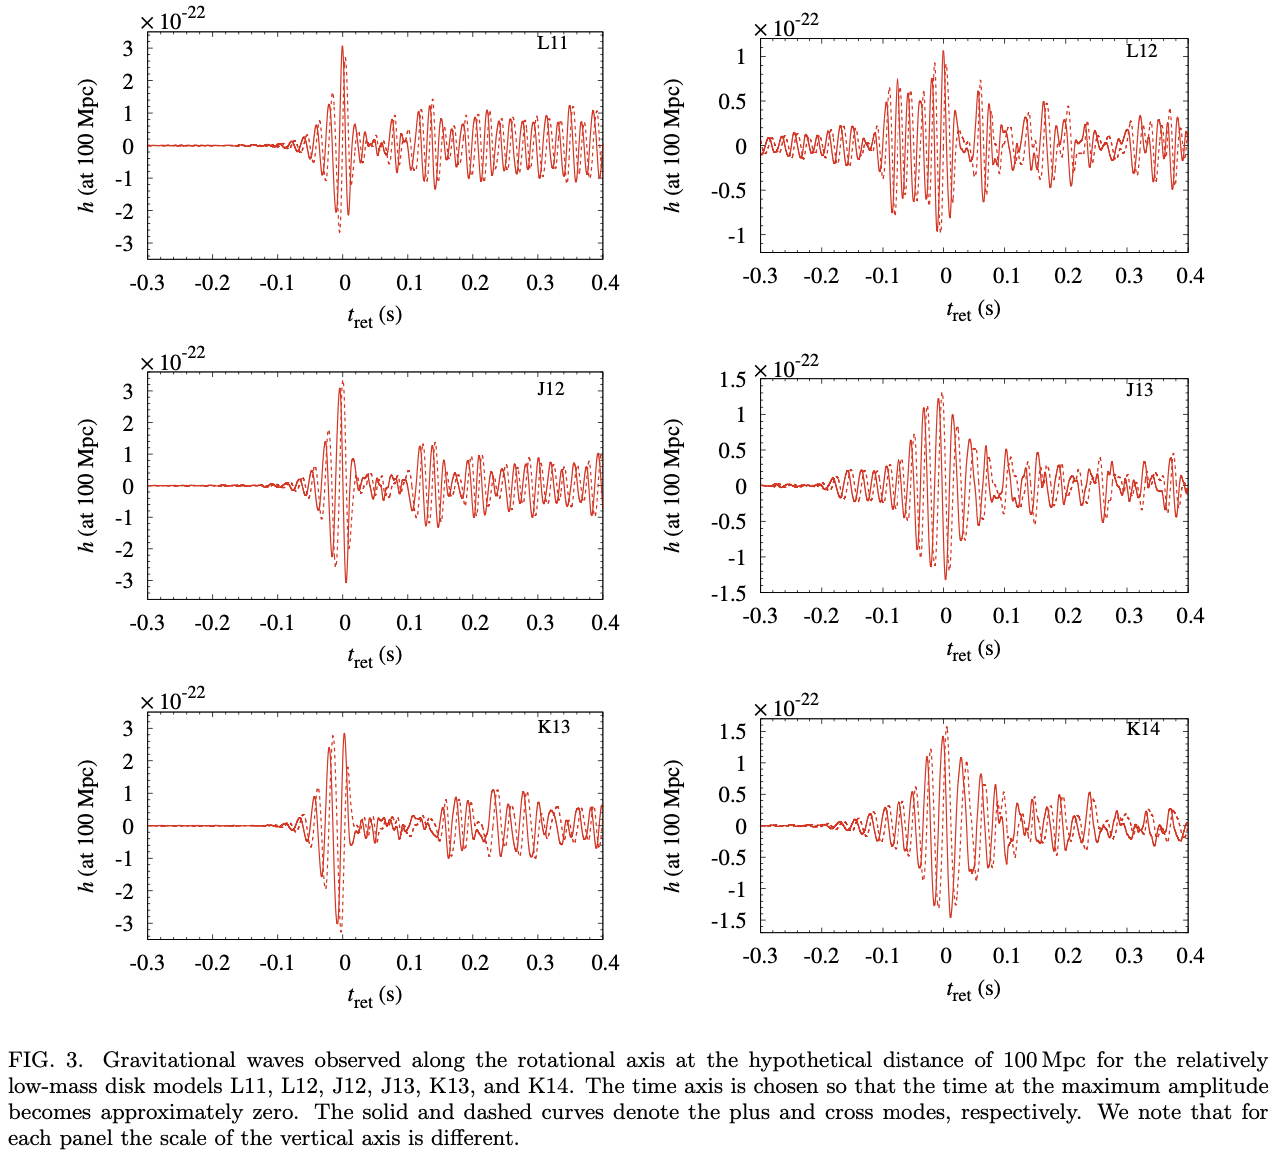 × 10-22
L11
3
2
1
0
-1
-2
-3
h (at 100 Mpc)
-0.3 -0.2 -0.1 0 0.1 0.2 0.3 0.4
tret (s)
× 10-22
L12
1
0.5
0
-0.5
-1
h (at 100 Mpc)
-0.3 -0.2 -0.1 0 0.1 0.2 0.3 0.4
tret (s)
× 10-22
J12
3
2
1
0
-1
-2
-3
h (at 100 Mpc)
-0.3 -0.2 -0.1 0 0.1 0.2 0.3 0.4
tret (s)
× 10-22
J13
1.5
1
0.5
0
-0.5
-1
-1.5
h (at 100 Mpc)
-0.3 -0.2 -0.1 0 0.1 0.2 0.3 0.4
tret (s)
× 10-22
K13
3
2
1
0
-1
-2
-3
h (at 100 Mpc)
-0.3 -0.2 -0.1 0 0.1 0.2 0.3 0.4
tret (s)
× 10-22
K14
1.5
1
0.5
0
-0.5
-1
-1.5
h (at 100 Mpc)
-0.3 -0.2 -0.1 0 0.1 0.2 0.3 0.4
tret (s)
FIG. 3. Gravitational waves observed along the rotational axis at the hypothetical distance of 100 Mpc for the relatively
low-mass disk models L11, L12, J12, J13, K13, and K14. The time axis is chosen so that the time at the maximum amplitude
becomes approximately zero. The solid and dashed curves denote the plus and cross modes, respectively. We note that for
each panel the scale of the vertical axis is different.